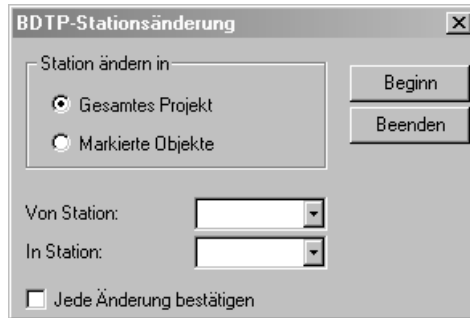 BDTP-Stationsänderung
Station ändern in
Gesamtes Projekt
Markierte Objekte
Beginn
Beenden
Von Station:
In Station:
Jede Änderung bestätigen